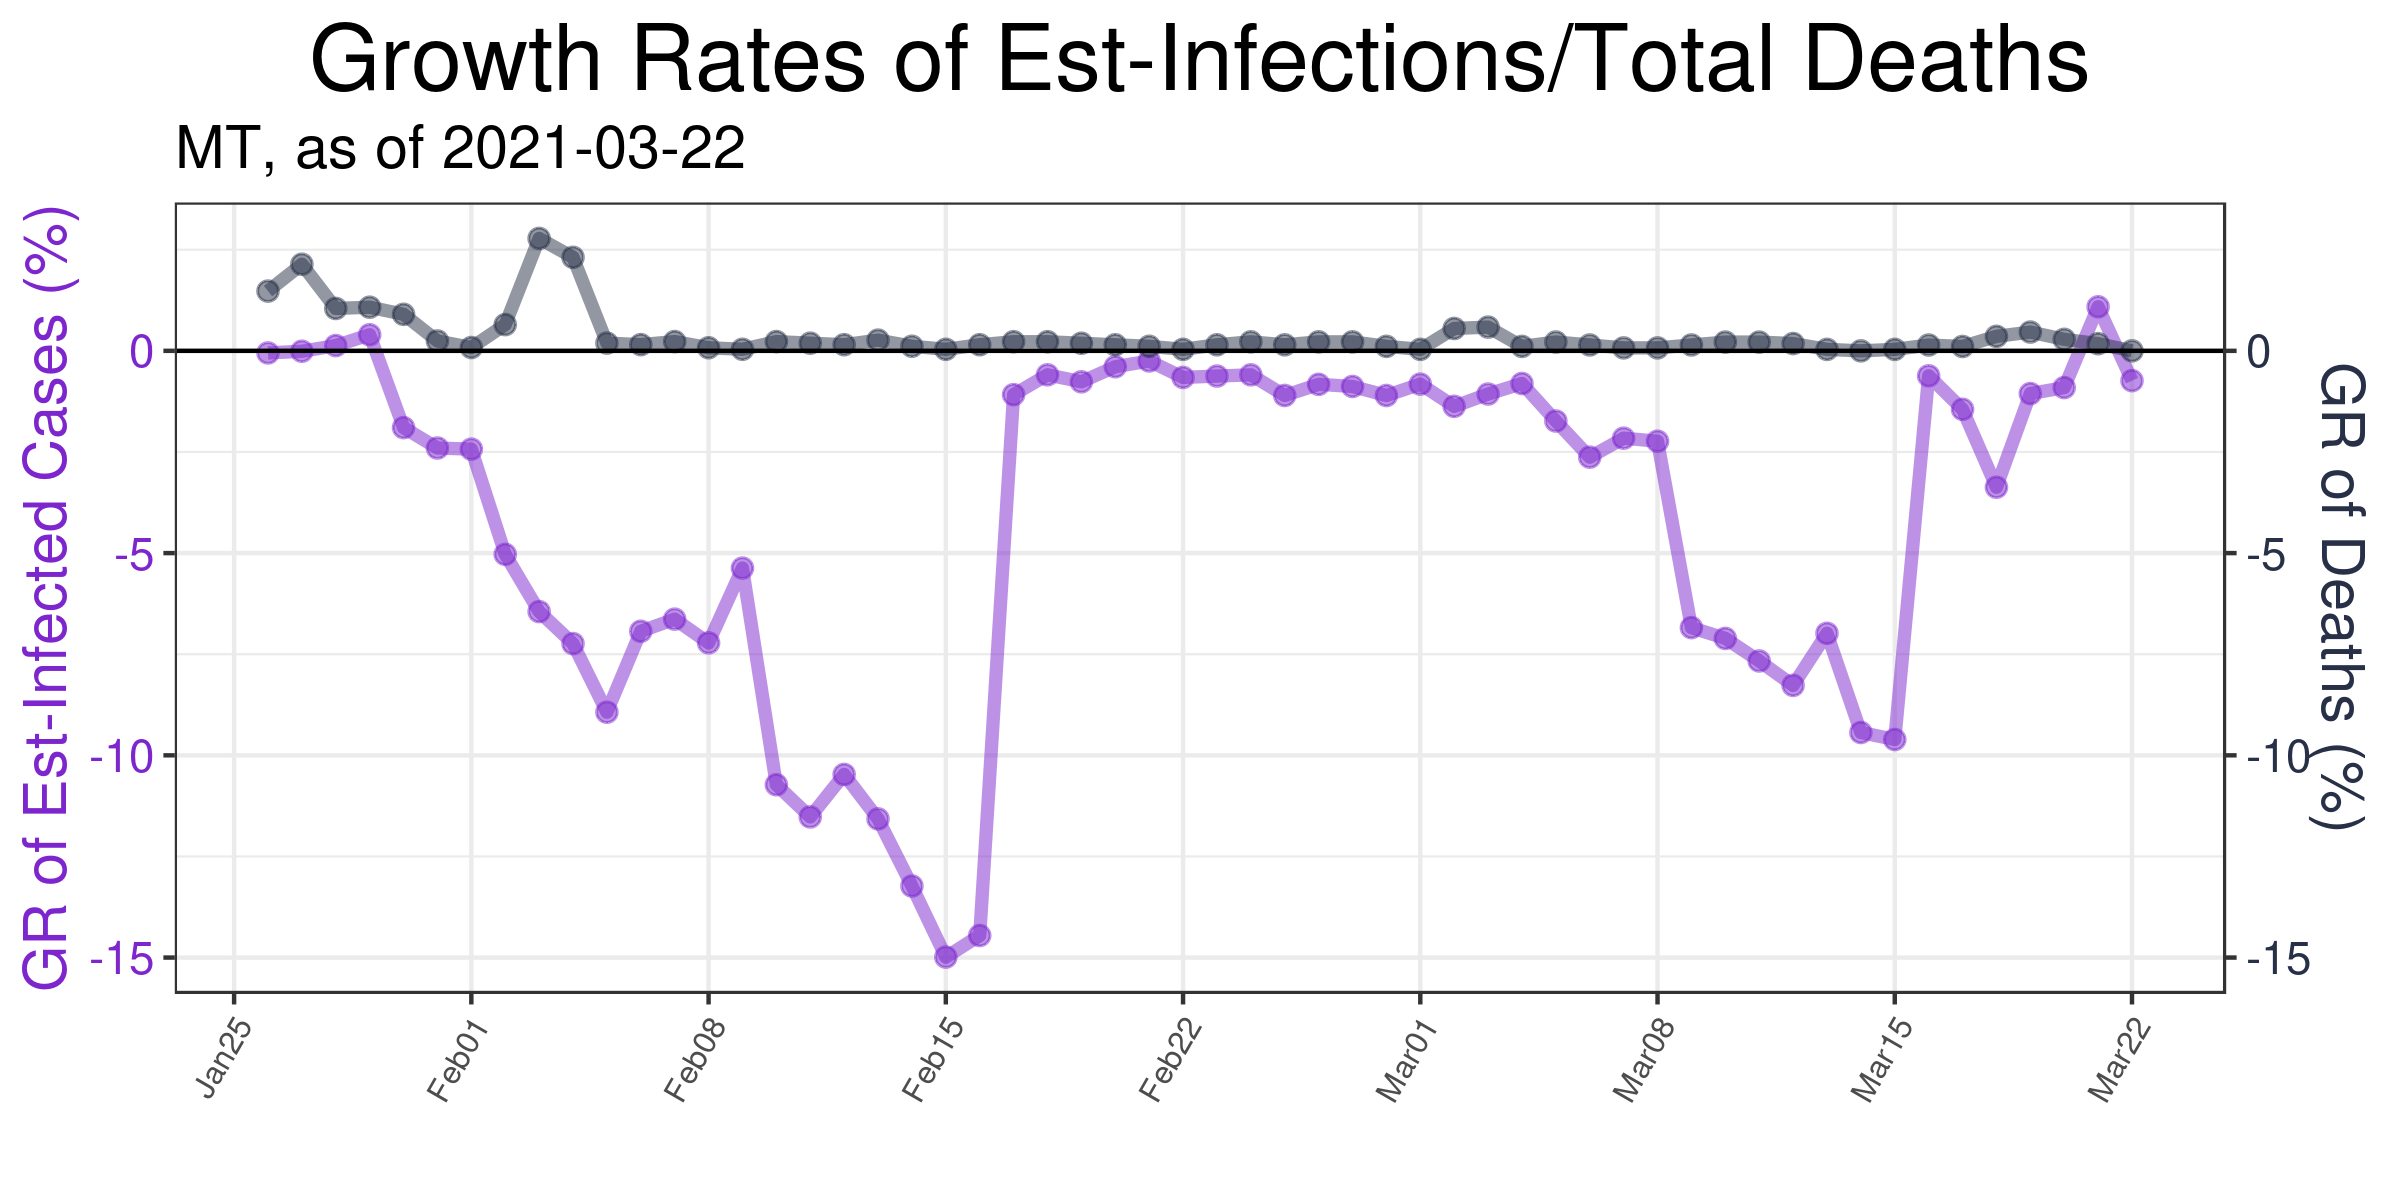 Growth Rates of Est-Infections/Total Deaths
MT, as of 2021-03-22
GR of Est-Infected Cases (%)
0
-5
-10
-15
0
-5
-10
-15
GR of Deaths (%)
Jan25
Feb01
Feb08
Feb15
Feb22
Mar01
Mar08
Mar15
Mar22